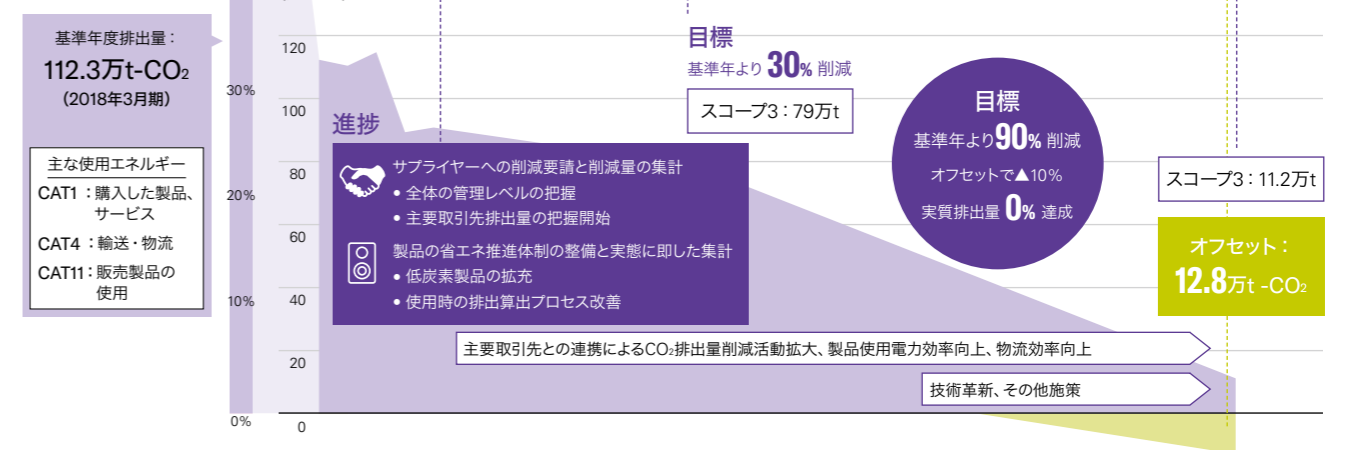 基準年度排出量：
112.3万t-CO2
（2018年3月期）
主な使用エネルギー
CAT1：購入した製品、
サービス
CAT4：輸送・物流
CAT11：販売製品の
使用
30%
20%
10%
0%
120
100
80
60
40
20
0
進捗
サプライヤーへの削減要請と削減量の集計
• 全体の管理レベルの把握
• 主要取引先排出量の把握開始
製品の省エネ推進体制の整備と実態に即した集計
• 低炭素製品の拡充
• 使用時の排出算出プロセス改善
目標
基準年より30%削減
スコープ3：79万t
目標
基準年より90%削減
オフセットで▲10%
実質排出量0%達成
スコープ3：11.2万t
オフセット：
12.8万t -CO2
主要取引先との連携によるCO2排出量削減活動拡大、製品使用電力効率向上、物流効率向上
技術革新、その他施策